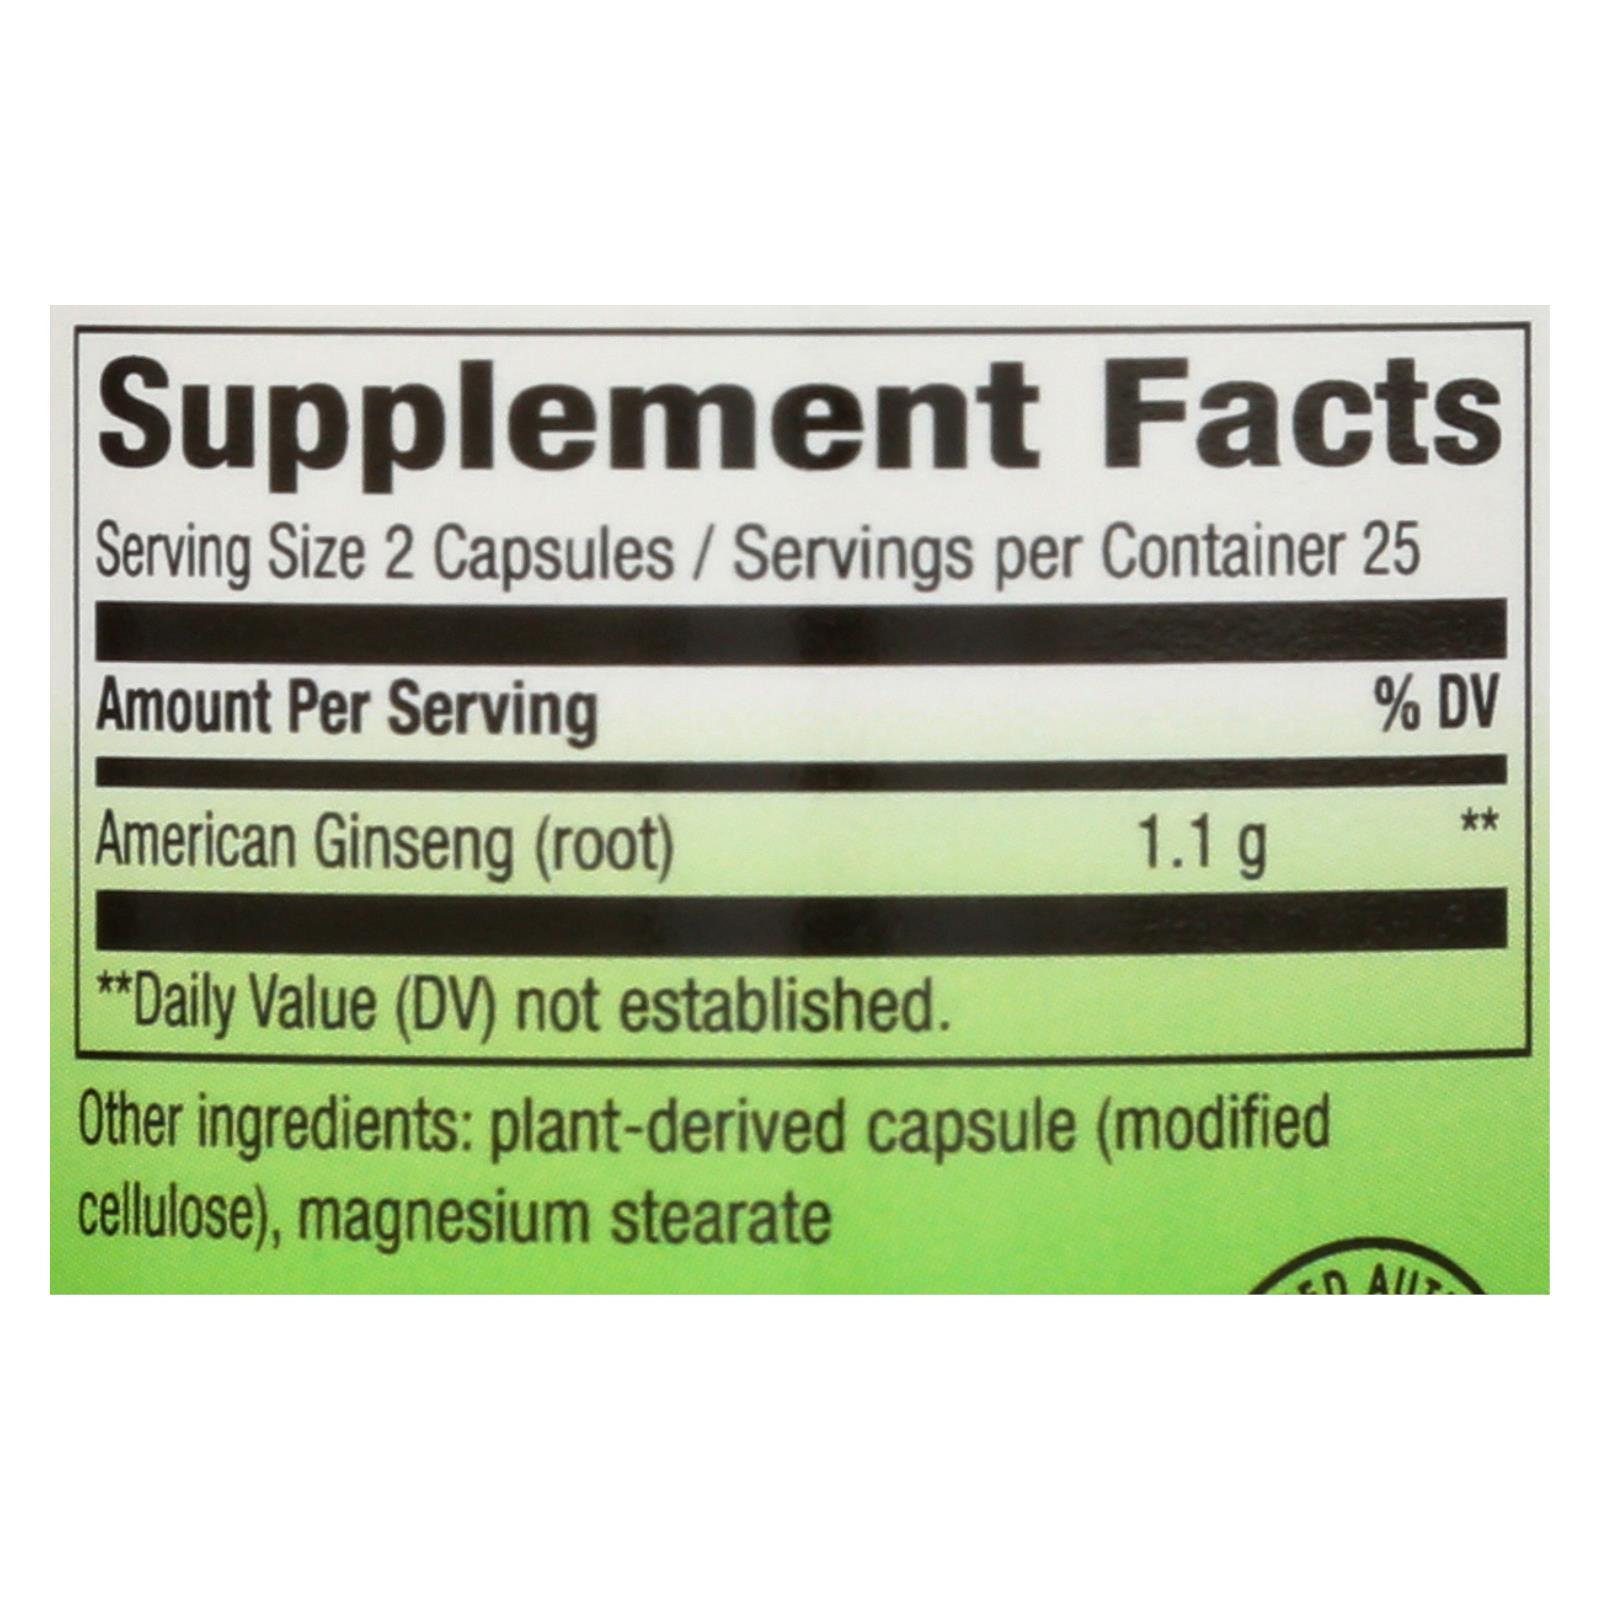 Supplement Facts
Serving Size 2 Capsules / Servings per Container 25
Amount Per Serving % DV
American Ginseng (root) 1.1 g **
**Daily Value (DV) not established.
Other ingredients: plant-derived capsule (modified
cellulose), magnesium stearate